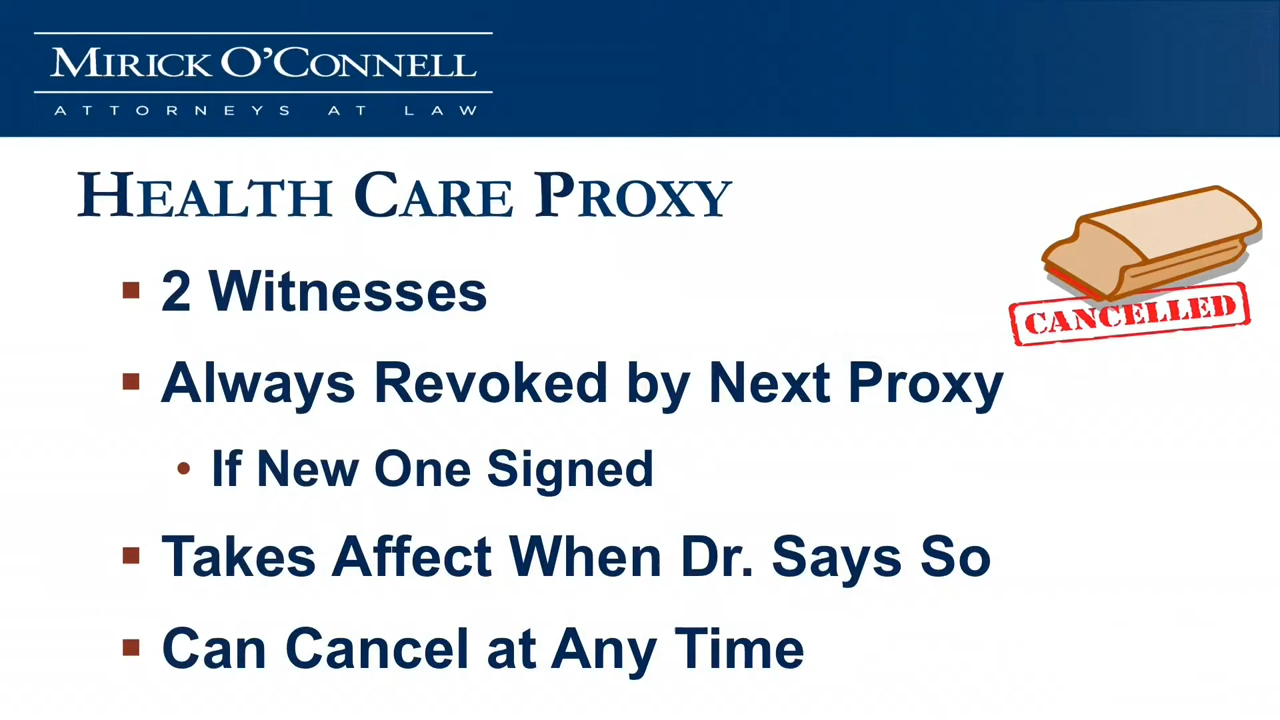 MIRICK O'CONNELL
ATTORNEYS AT LAW
HEALTH CARE PROXY
▪ 2 Witnesses
CANCELLED
▪ Always Revoked by Next Proxy
• If New One Signed
▪ Takes Affect When Dr. Says So
▪ Can Cancel at Any Time